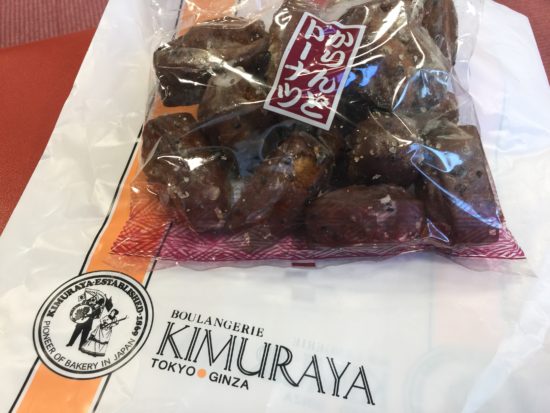 かりんとドーナツ
KIMURAYA·ESTABLISHED·1869
PIONEER OF BAKERY IN JAPAN
BOULANGERIE
KIMURAYA
TOKYO●GINZA